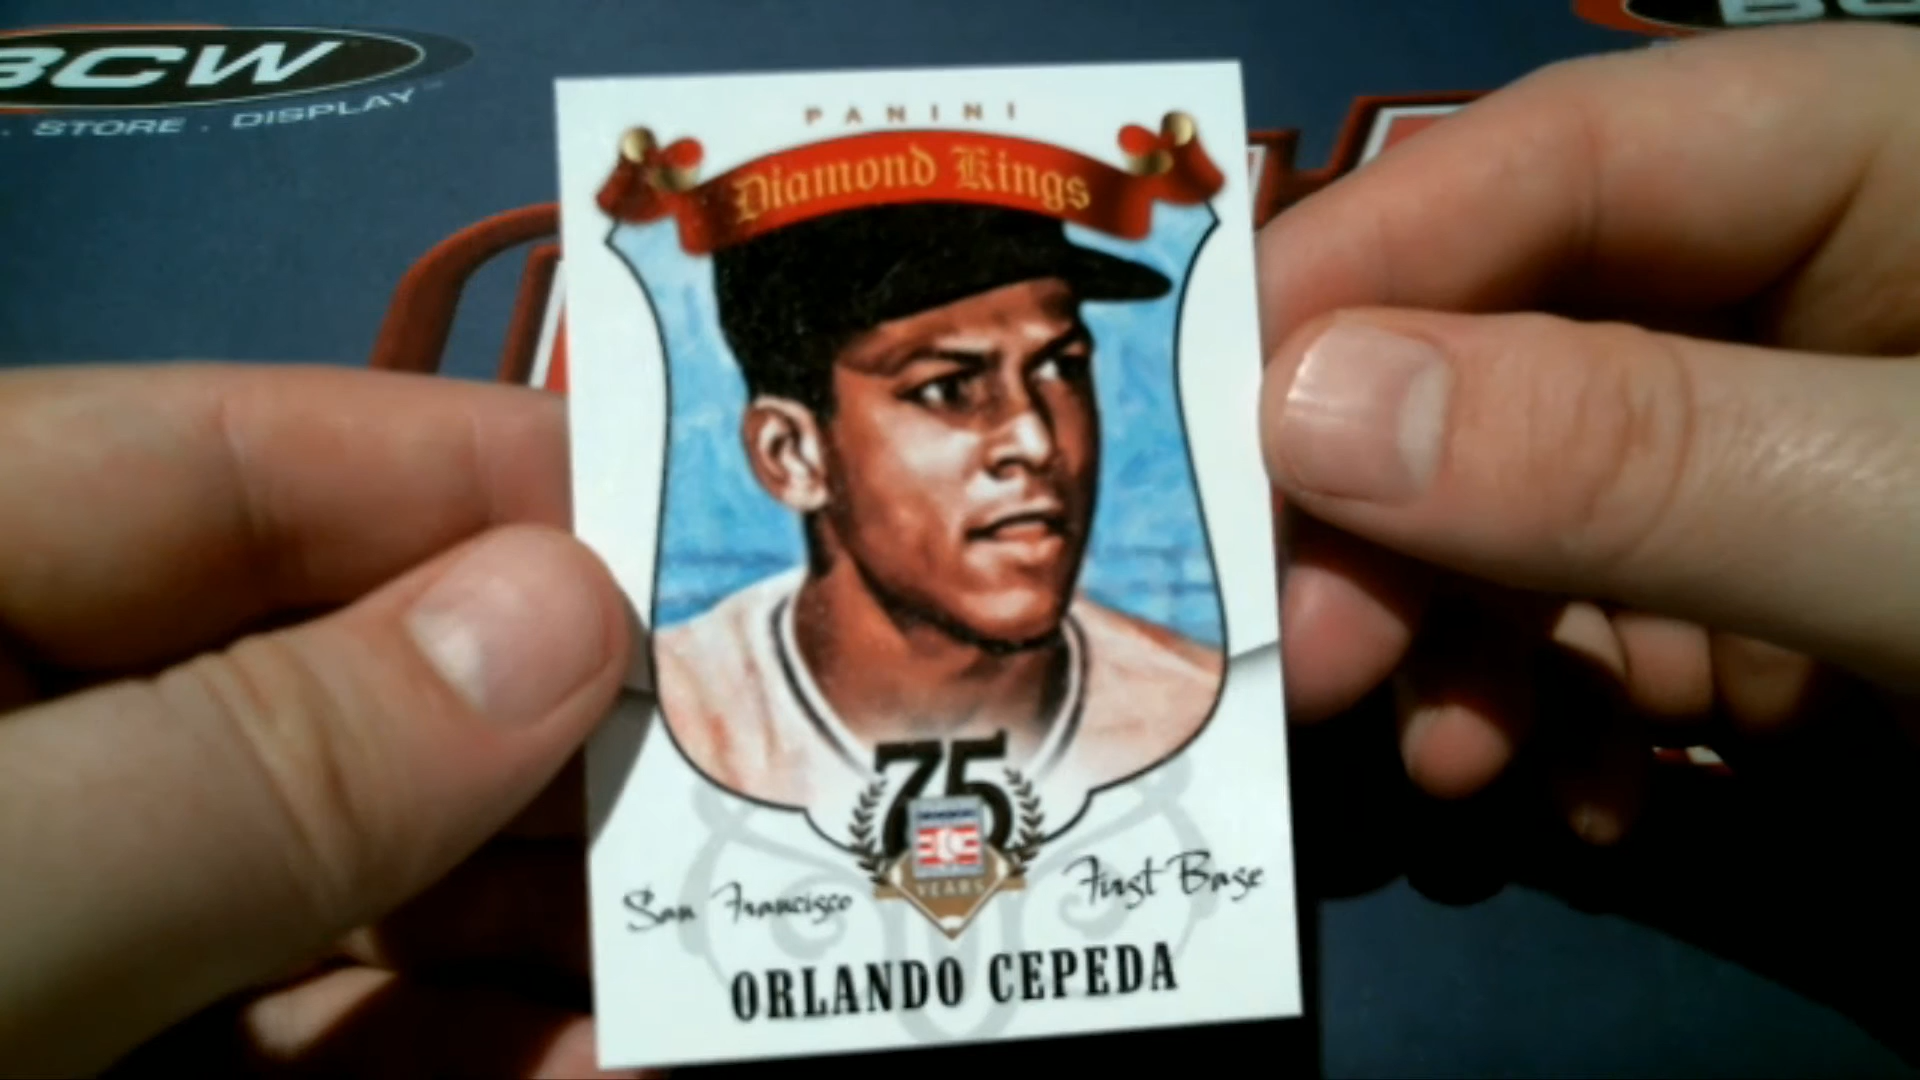 BCW
. STORE . DISPLAY
PANINI
Diamond Kings
75
YEARS
San Francisco
First Base
ORLANDO CEPEDA